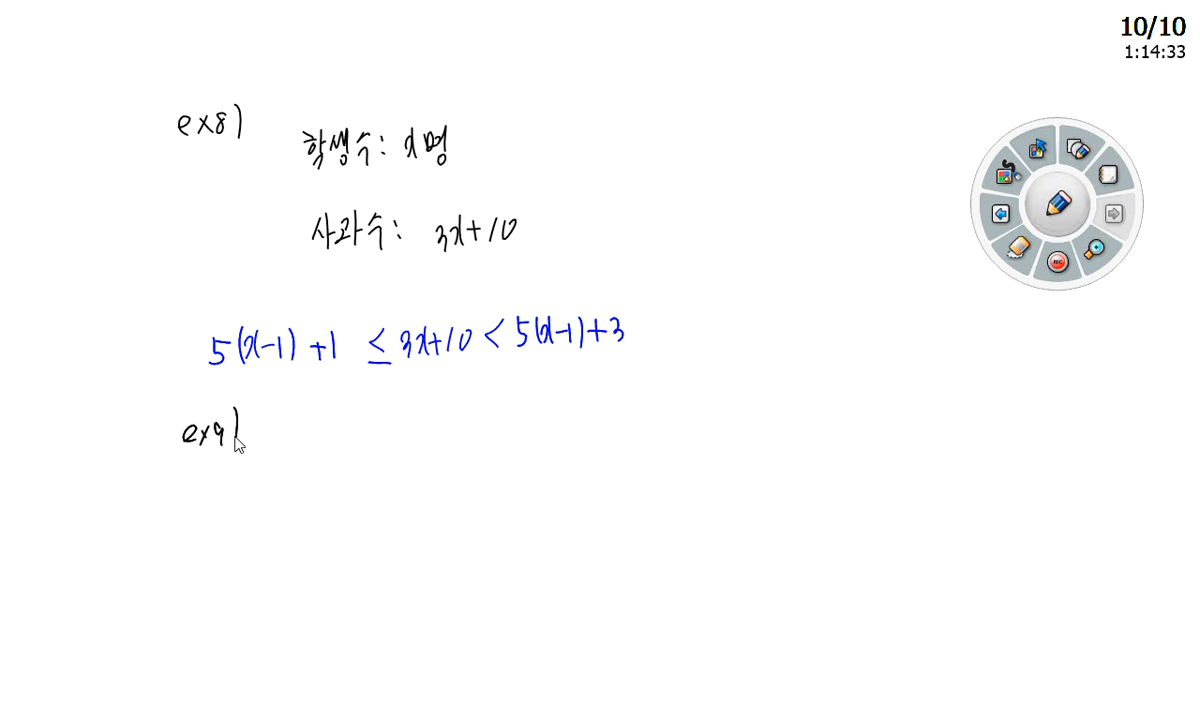 10/10
1:14:33
ex8)
학생수: x명
사과수: 3x+10
5(x-1)+1 ≤ 3x+10 < 5(x-1)+3
ex9)
REC